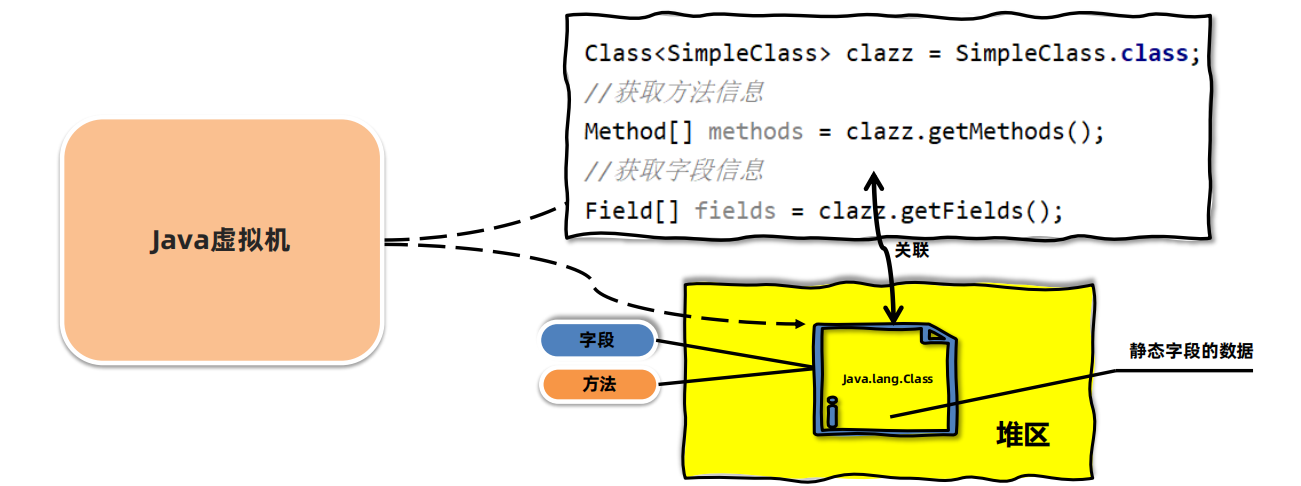 Class<SimpleClass> clazz = SimpleClass.class;
//获取方法信息
Method[] methods = clazz.getMethods();
//获取字段信息
Field[] fields = clazz.getFields();
Java虚拟机
关联
字段
方法
Java.lang.Class
静态字段的数据
堆区